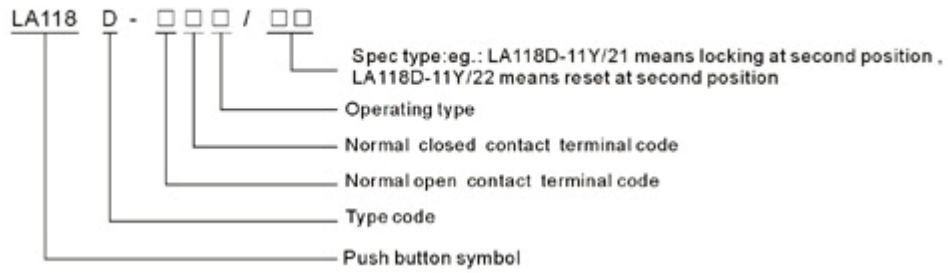 LA118 D - □ □ □ / □ □
Spec type:eg.: LA118D-11Y/21 means locking at second position ,
LA118D-11Y/22 means reset at second position
Operating type
Normal closed contact terminal code
Normal open contact terminal code
Type code
Push button symbol